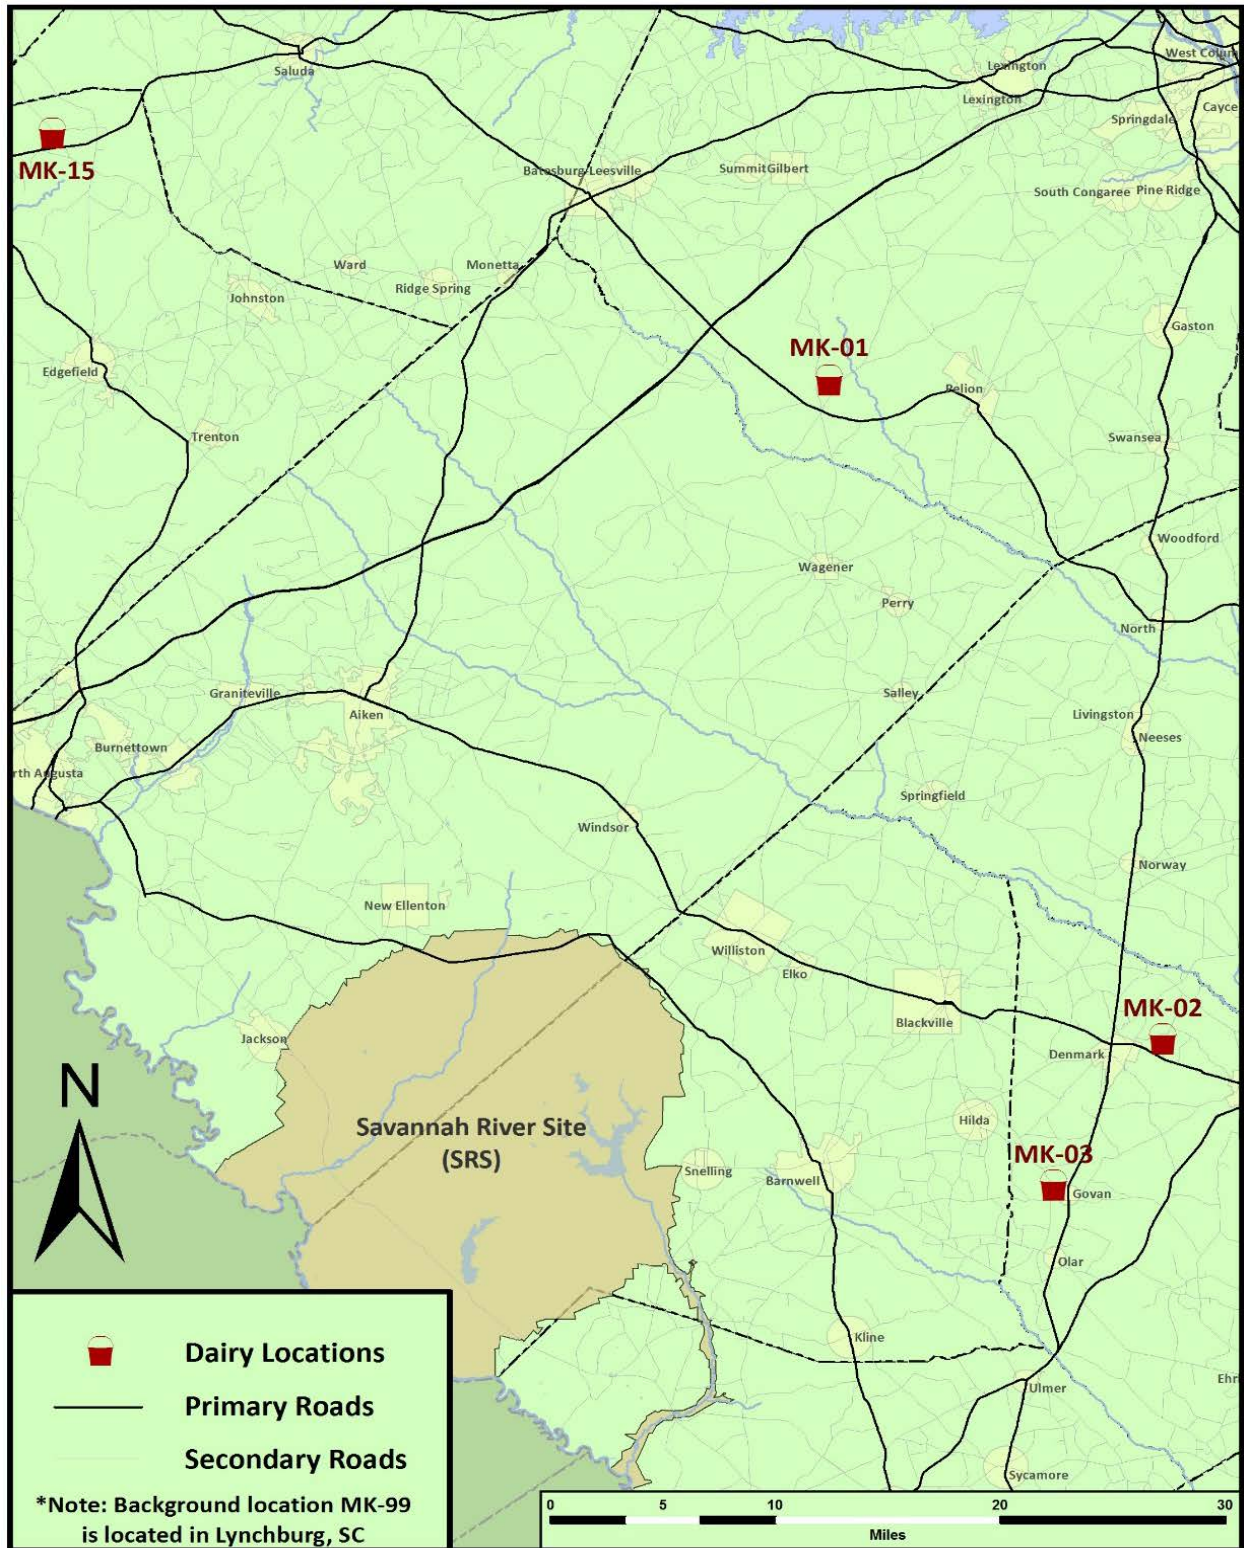 West Colum
Lexington
Saluda
Lexington
Cayce
Springdale
MK-15
Batesburg-Leesville
Summit Gilbert
South Congaree
Pine Ridge
Ward
Monetta
Ridge Spring
Johnston
Gaston
MK-01
Edgefield
Pelion
Trenton
Swansea
Woodford
Wagener
Perry
North
Graniteville
Salley
Aiken
Livingston
Neeses
Burnettown
rth Augusta
Springfield
Windsor
Norway
New Ellenton
Williston
Elko
MK-02
Blackville
Jackson
Denmark
N
Savannah River Site
(SRS)
Hilda
MK-03
Snelling
Barnwell
Govan
Olar
Kline
Ehr
Ulmer
Sycamore
Dairy Locations
Primary Roads
Secondary Roads
*Note: Background location MK-99
is located in Lynchburg, SC
0 5 10 20 30
Miles